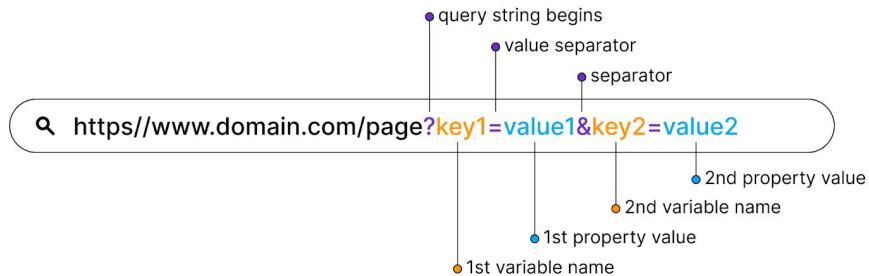 query string begins
value separator
separator
https//www.domain.com/page?key1=value1&key2=value2
2nd property value
2nd variable name
1st property value
1st variable name